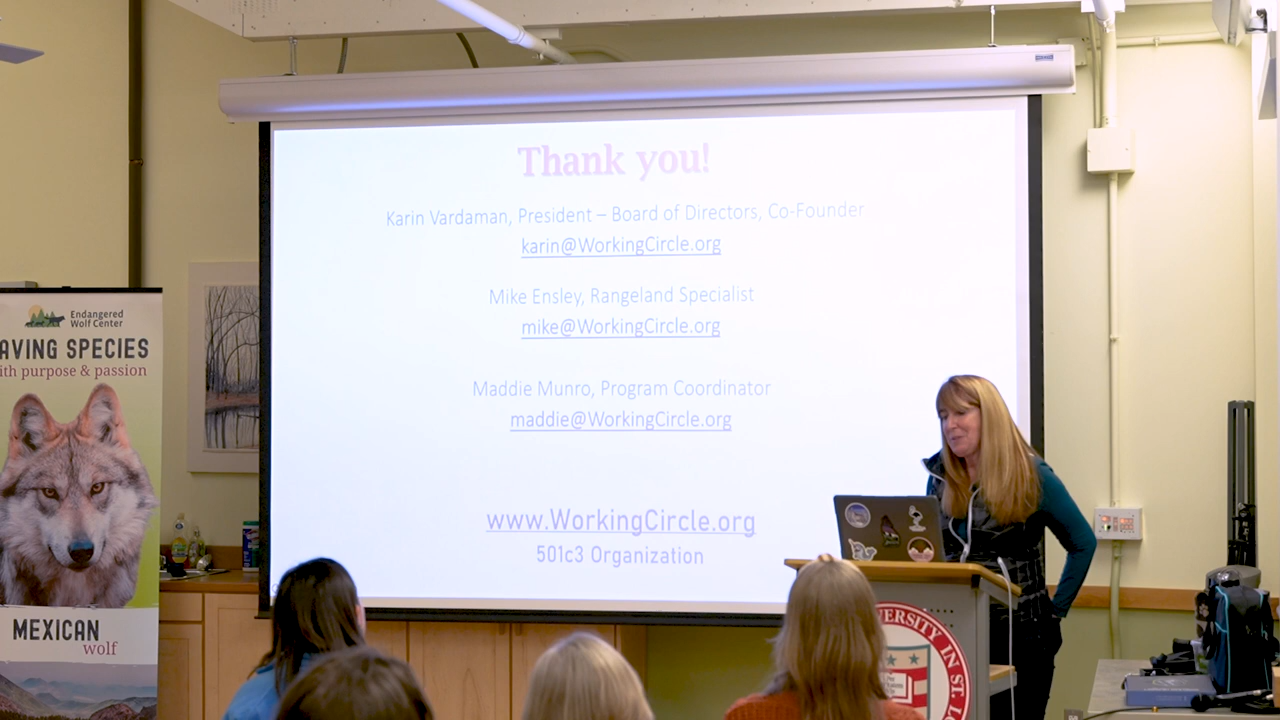 Thank you!
Karin Vardaman, President – Board of Directors, Co-Founder
karin@WorkingCircle.org
Mike Ensley, Rangeland Specialist
mike@WorkingCircle.org
Maddie Munro, Program Coordinator
maddie@WorkingCircle.org
www.WorkingCircle.org
501c3 Organization
Endangered
Wolf Center
AVING SPECIES
ith purpose & passion
MEXICAN
wolf
VERSITY IN ST. LO